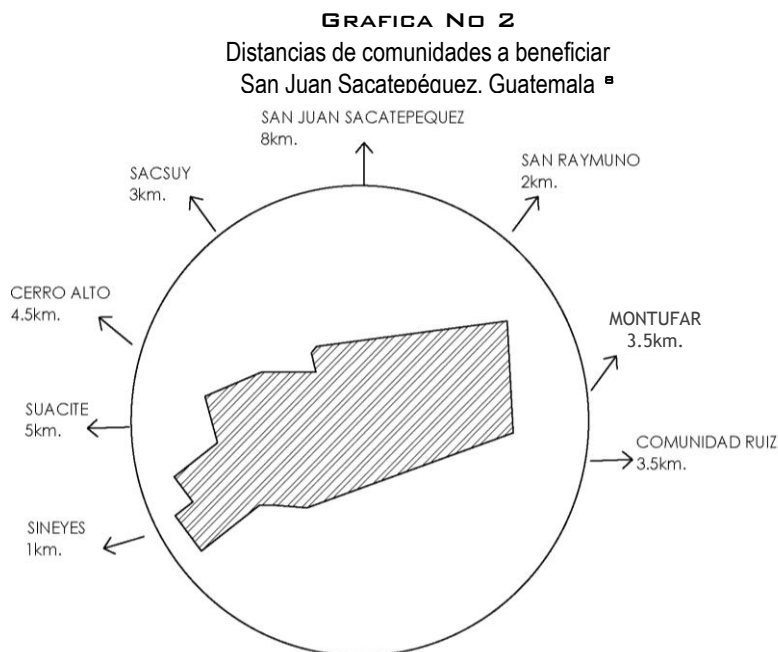 GRAFICA NO 2
Distancias de comunidades a beneficiar
San Juan Sacatepéquez. Guatemala 8
SAN JUAN SACATEPEQUEZ
8km.
SACSUY
3km.
SAN RAYMUNO
2km.
CERRO ALTO
4.5km.
MONTUFAR
3.5km.
SUACITE
5km.
COMUNIDAD RUIZ
3.5km.
SINEYES
1km.